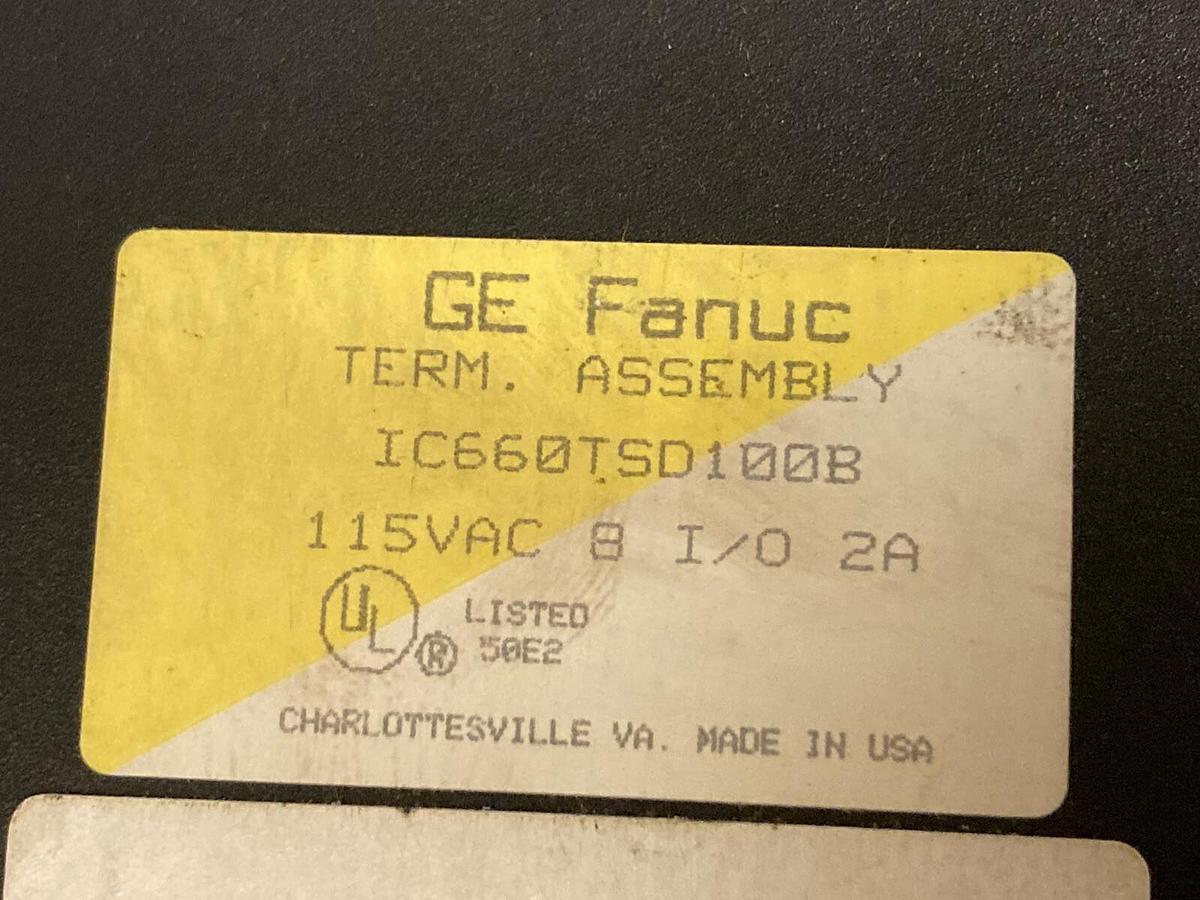 GE Fanuc
TERM. ASSEMBLY
IC660TSD100B
115VAC 8 I/O 2A
UL® LISTED
50E2
CHARLOTTESVILLE VA. MADE IN USA